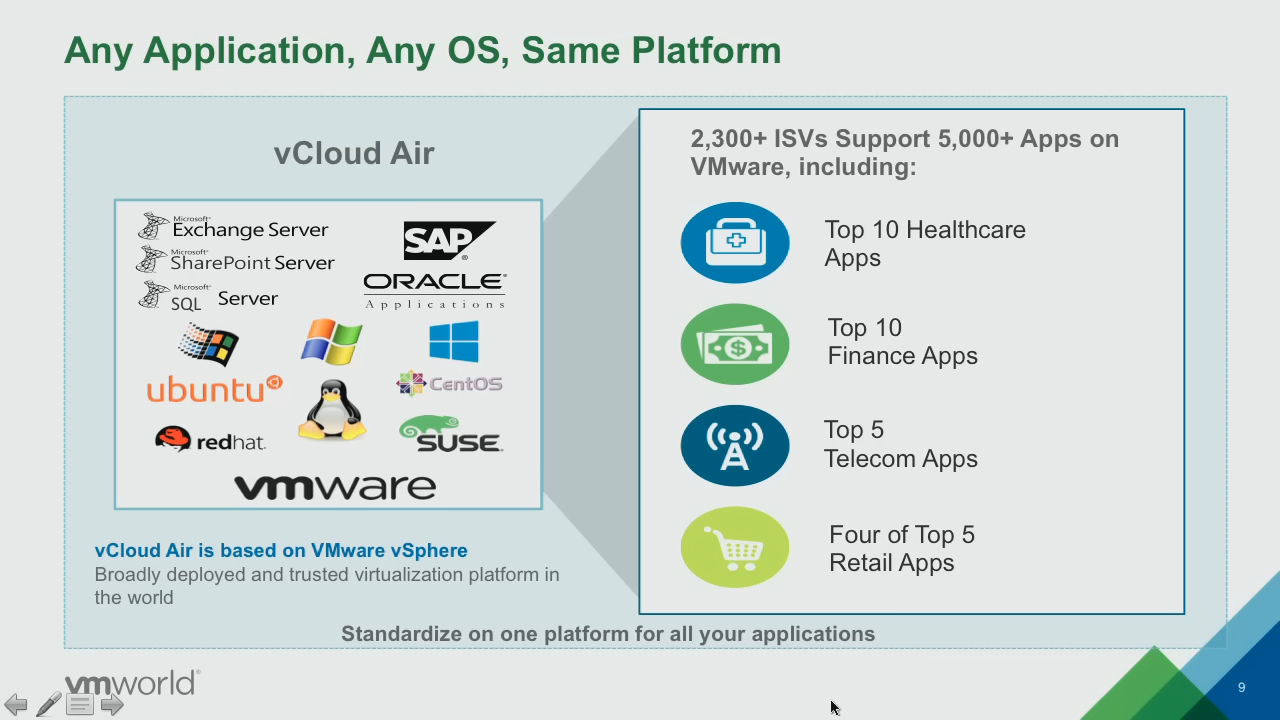 Any Application, Any OS, Same Platform
vCloud Air
Microsoft®
Exchange Server
Microsoft®
SharePoint Server
Microsoft®
SQL Server
SAP®
ORACLE®
Applications
ubuntu®
CentOS
redhat.
SUSE.
vmware
vCloud Air is based on VMware vSphere
Broadly deployed and trusted virtualization platform in
the world
2,300+ ISVs Support 5,000+ Apps on
VMware, including:
Top 10 Healthcare
Apps
$
Top 10
Finance Apps
Top 5
Telecom Apps
Four of Top 5
Retail Apps
Standardize on one platform for all your applications
vmworld®
9